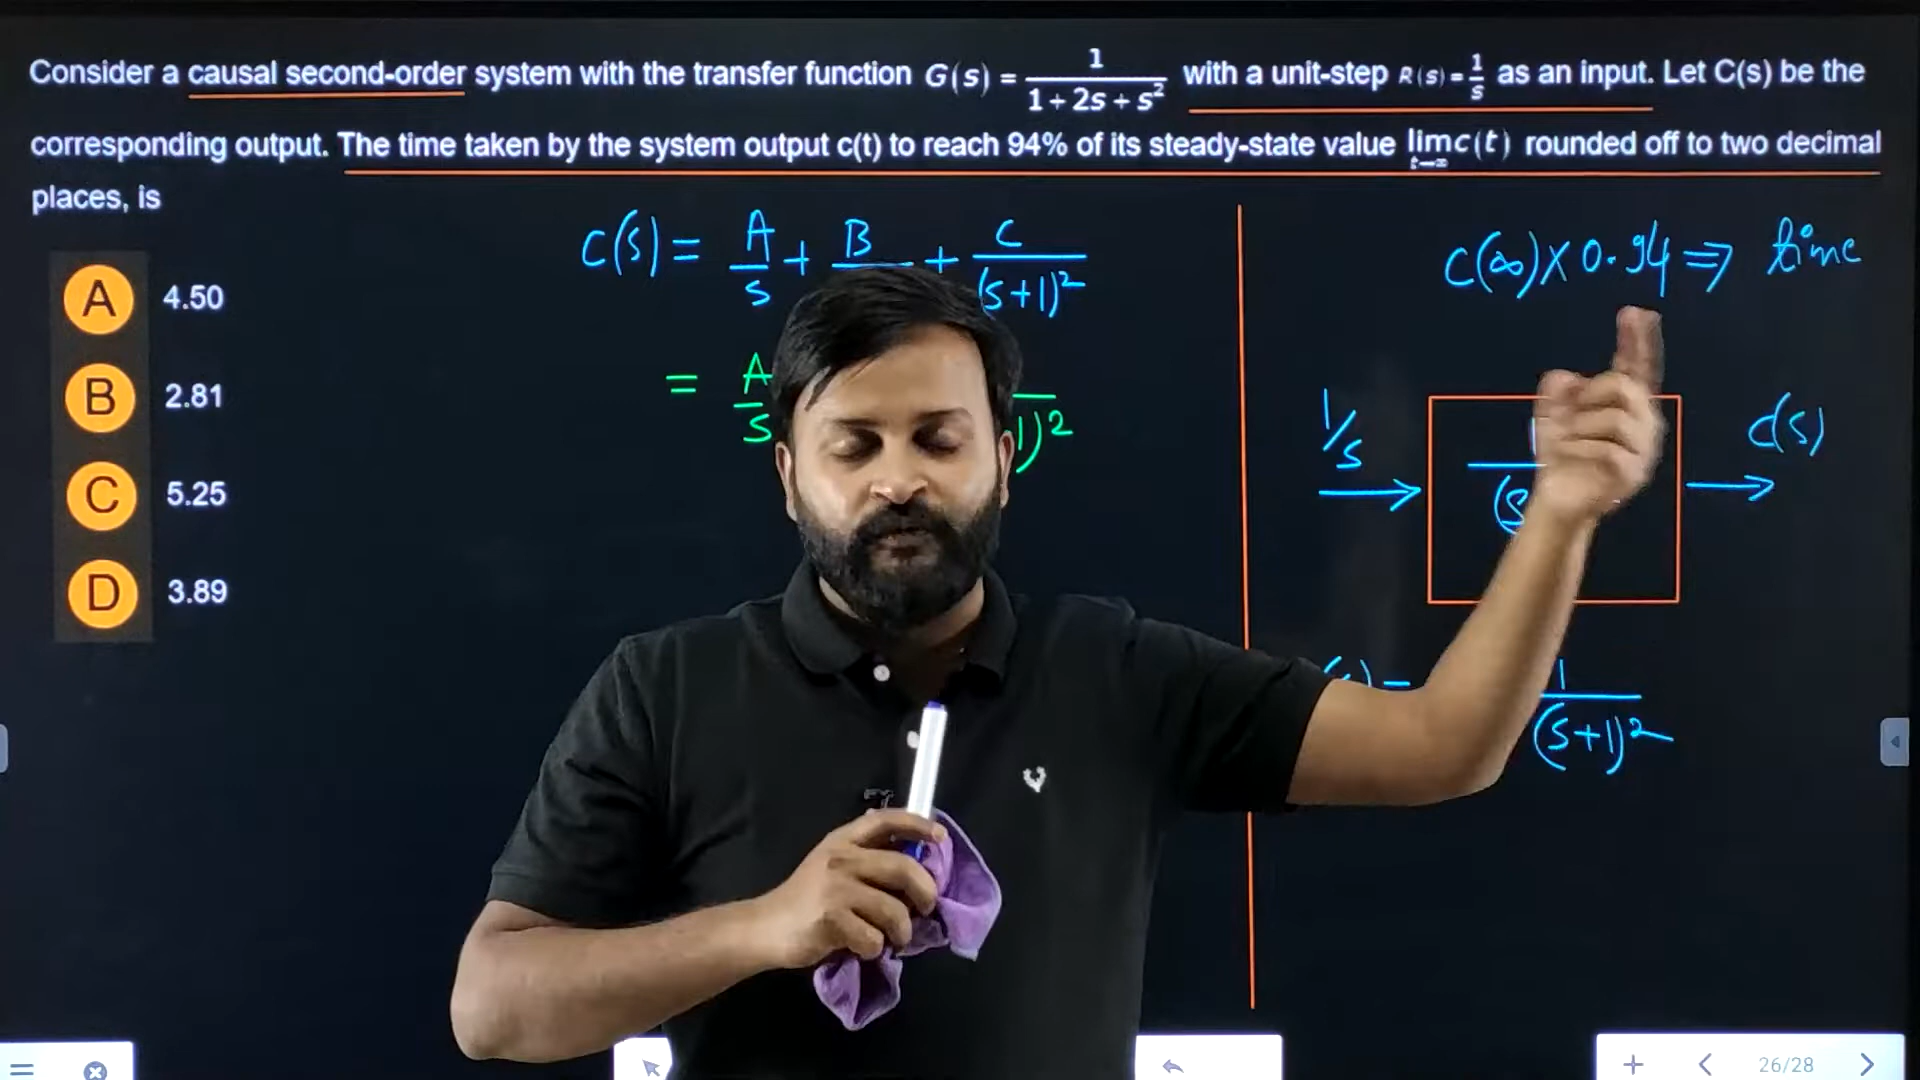 Consider a causal second-order system with the transfer function G(s) = 1/(1+2s+s²) with a unit-step R(s)=1/s as an input. Let C(s) be the
corresponding output. The time taken by the system output c(t) to reach 94% of its steady-state value lim t→∞ c(t) rounded off to two decimal
places, is
A 4.50
B 2.81
C 5.25
D 3.89
C(s) = A/s + B + C/(s+1)²
= A/s 1)²
C(∞)×0.94 ⇒ time
1/s
C(s)
1/(s+1)²
26/28